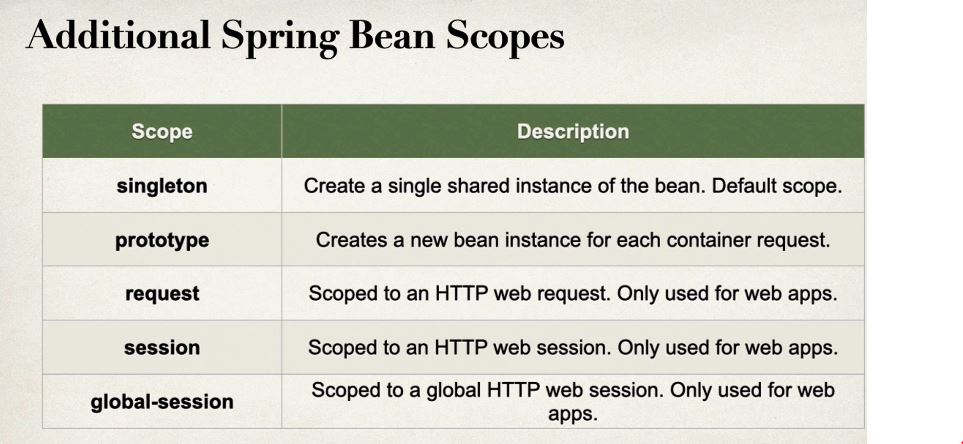 Additional Spring Bean Scopes
Scope Description
singleton Create a single shared instance of the bean. Default scope.
prototype Creates a new bean instance for each container request.
request Scoped to an HTTP web request. Only used for web apps.
session Scoped to an HTTP web session. Only used for web apps.
global-session Scoped to a global HTTP web session. Only used for web
apps.